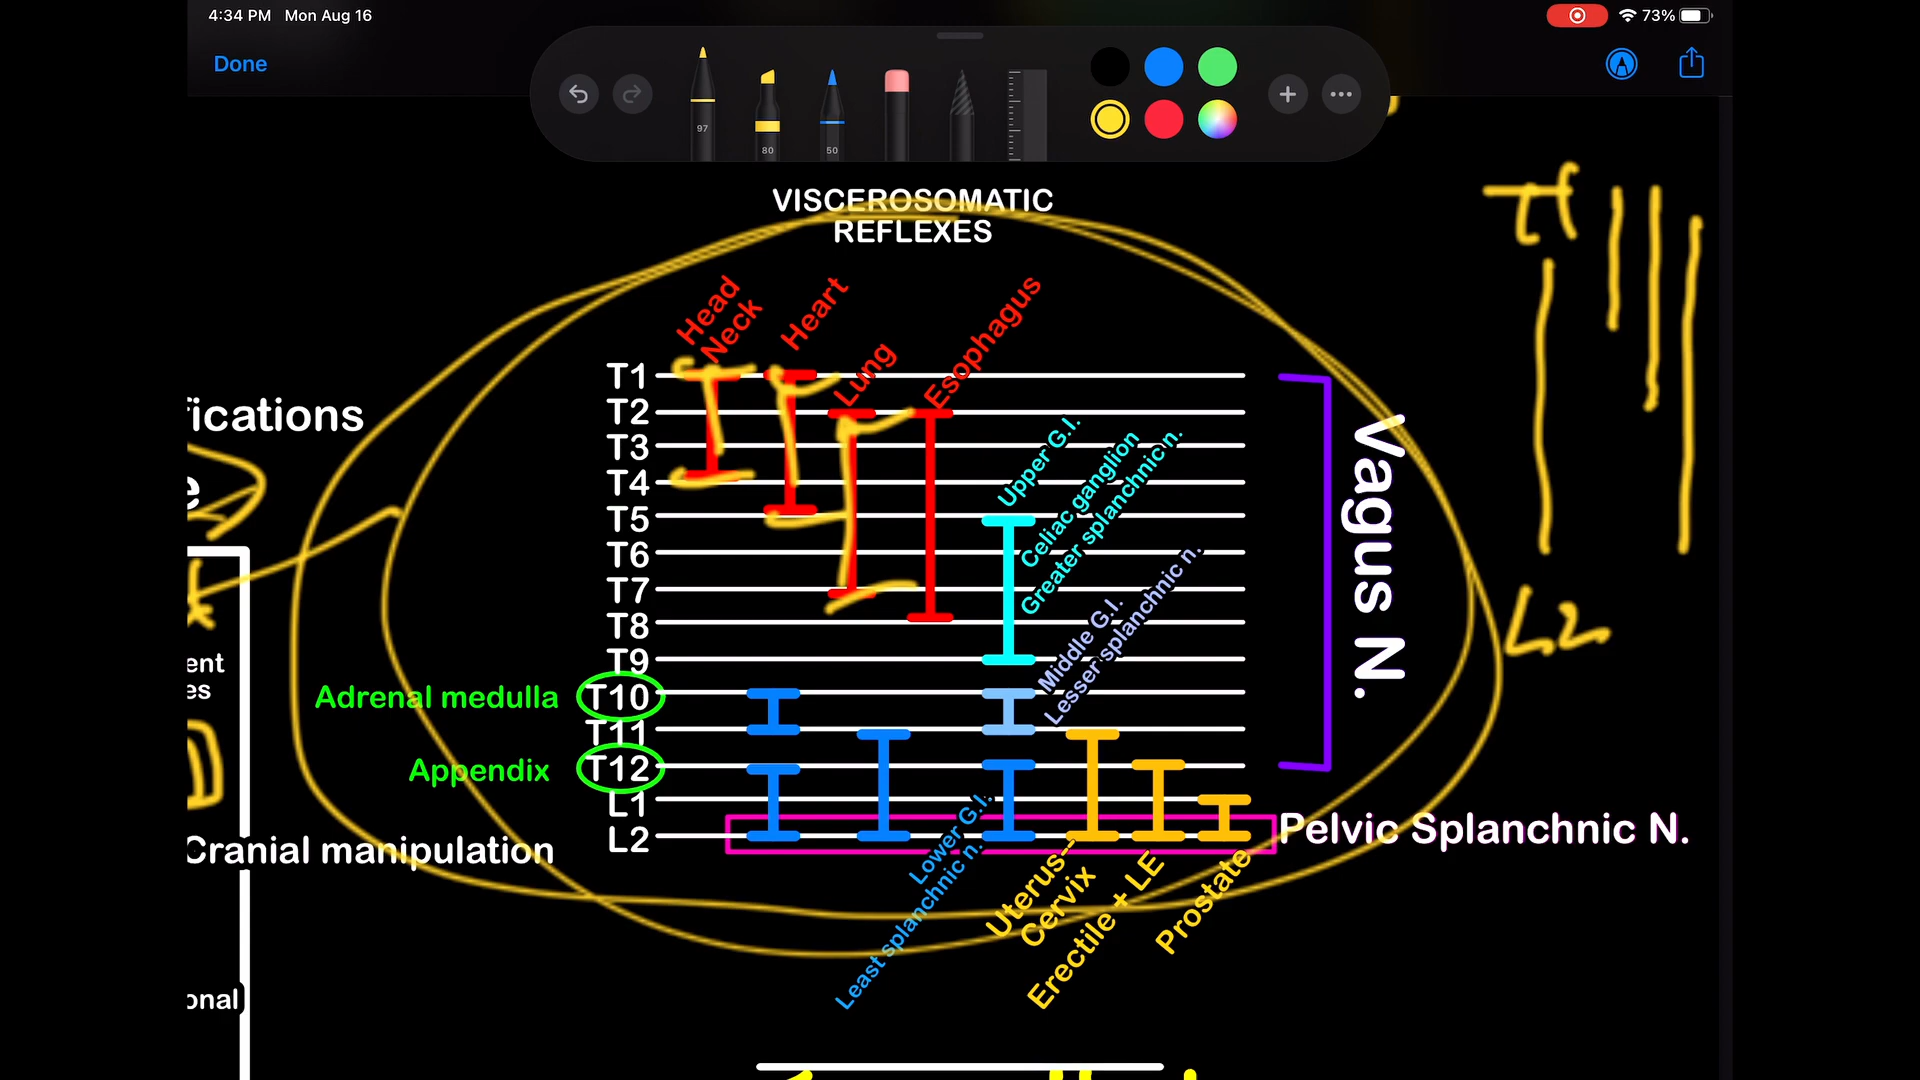 4:34 PM Mon Aug 16
73%
Done
97
80
50
VISCEROSOMATIC
REFLEXES
T1
L2
Head
Neck
Heart
Lung
Esophagus
T1
T2
T3
T4
T5
T6
T7
T8
T9
T10
T11
T12
L1
L2
Upper G.I.
Celiac ganglion
Greater splanchnic n.
Middle G.I.
Lesser splanchnic n.
Vagus N.
ications
ent
es
Adrenal medulla
Appendix
Cranial manipulation
onal
Lower G.I.
Least splanchnic n.
Uterus-
Cervix
Erectile + LE
Prostate
Pelvic Splanchnic N.